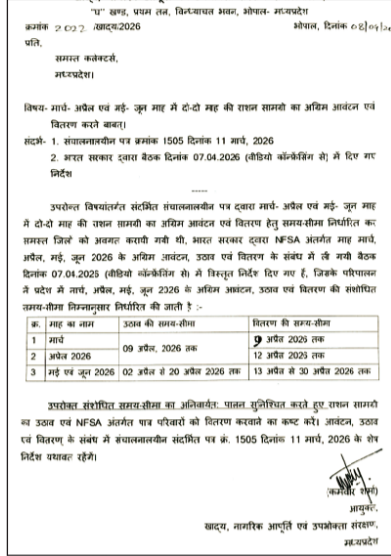 "ध" खण्ड, प्रथम तल, विन्ध्याचल भवन, भोपाल- मध्यप्रदेश
क्रमांक 2022 /खाद्य/2026 भोपाल, दिनांक 08/04/26
प्रति,
समस्त कलेक्टर्स,
मध्यप्रदेश।
विषय- मार्च- अप्रैल एवं मई- जून माह में दो-दो माह की राशन सामग्री का अग्रिम आवंटन एवं
वितरण करने बाबत्।
संदर्भ- 1. संचालनालयीन पत्र क्रमांक 1505 दिनांक 11 मार्च, 2026
2. भारत सरकार द्वारा बैठक दिनांक 07.04.2026 (वीडियो कॉन्फ्रेंसिंग से) में दिए गए
निर्देश
-----
उपरोक्त विषयांतर्गत संदर्भित संचालनालयीन पत्र द्वारा मार्च- अप्रैल एवं मई- जून माह
में दो-दो माह की राशन सामग्री का अग्रिम आवंटन एवं वितरण हेतु समय-सीमा निर्धारित कर
समस्त जिलों को अवगत कराया गयी थी, भारत सरकार द्वारा NFSA अंतर्गत माह मार्च,
अप्रैल, मई, जून 2026 के अग्रिम आवंटन, उठाव एवं वितरण के संबंध में ली गयी बैठक
दिनांक 07.04.2025 (वीडियो कॉन्फ्रेंसिंग से) में विस्तृत निर्देश दिए गए हैं, जिसके परिपालन
में प्रदेश में मार्च, अप्रैल, मई, जून 2026 के अग्रिम आवंटन, उठाव एवं वितरण की संशोधित
समय-सीमा निम्नानुसार निर्धारित की जाती है :-
क्र. माह का नाम उठाव की समय-सीमा वितरण की समय-सीमा
1 मार्च 09 अप्रैल, 2026 तक 9 अप्रैल 2026 तक
2 अप्रैल 2026 12 अप्रैल 2026 तक
3 मई एवं जून 2026 02 अप्रैल से 20 अप्रैल 2026 तक 13 अप्रैल से 30 अप्रैल 2026 तक
उपरोक्त संशोधित समय-सीमा का अनिवार्यतः पालन सुनिश्चित करते हुए राशन सामग्री
का उठाव एवं NFSA अंतर्गत पात्र परिवारों को वितरण करवाने का कष्ट करें। आवंटन, उठाव
एवं वितरण के संबंध में संचालनालयीन संदर्भित पत्र क्रं. 1505 दिनांक 11 मार्च, 2026 के शेष
निर्देश यथावत रहेंगे।
(कर्मवीर शर्मा)
आयुक्त,
खाद्य, नागरिक आपूर्ति एवं उपभोक्ता संरक्षण,
मध्यप्रदेश